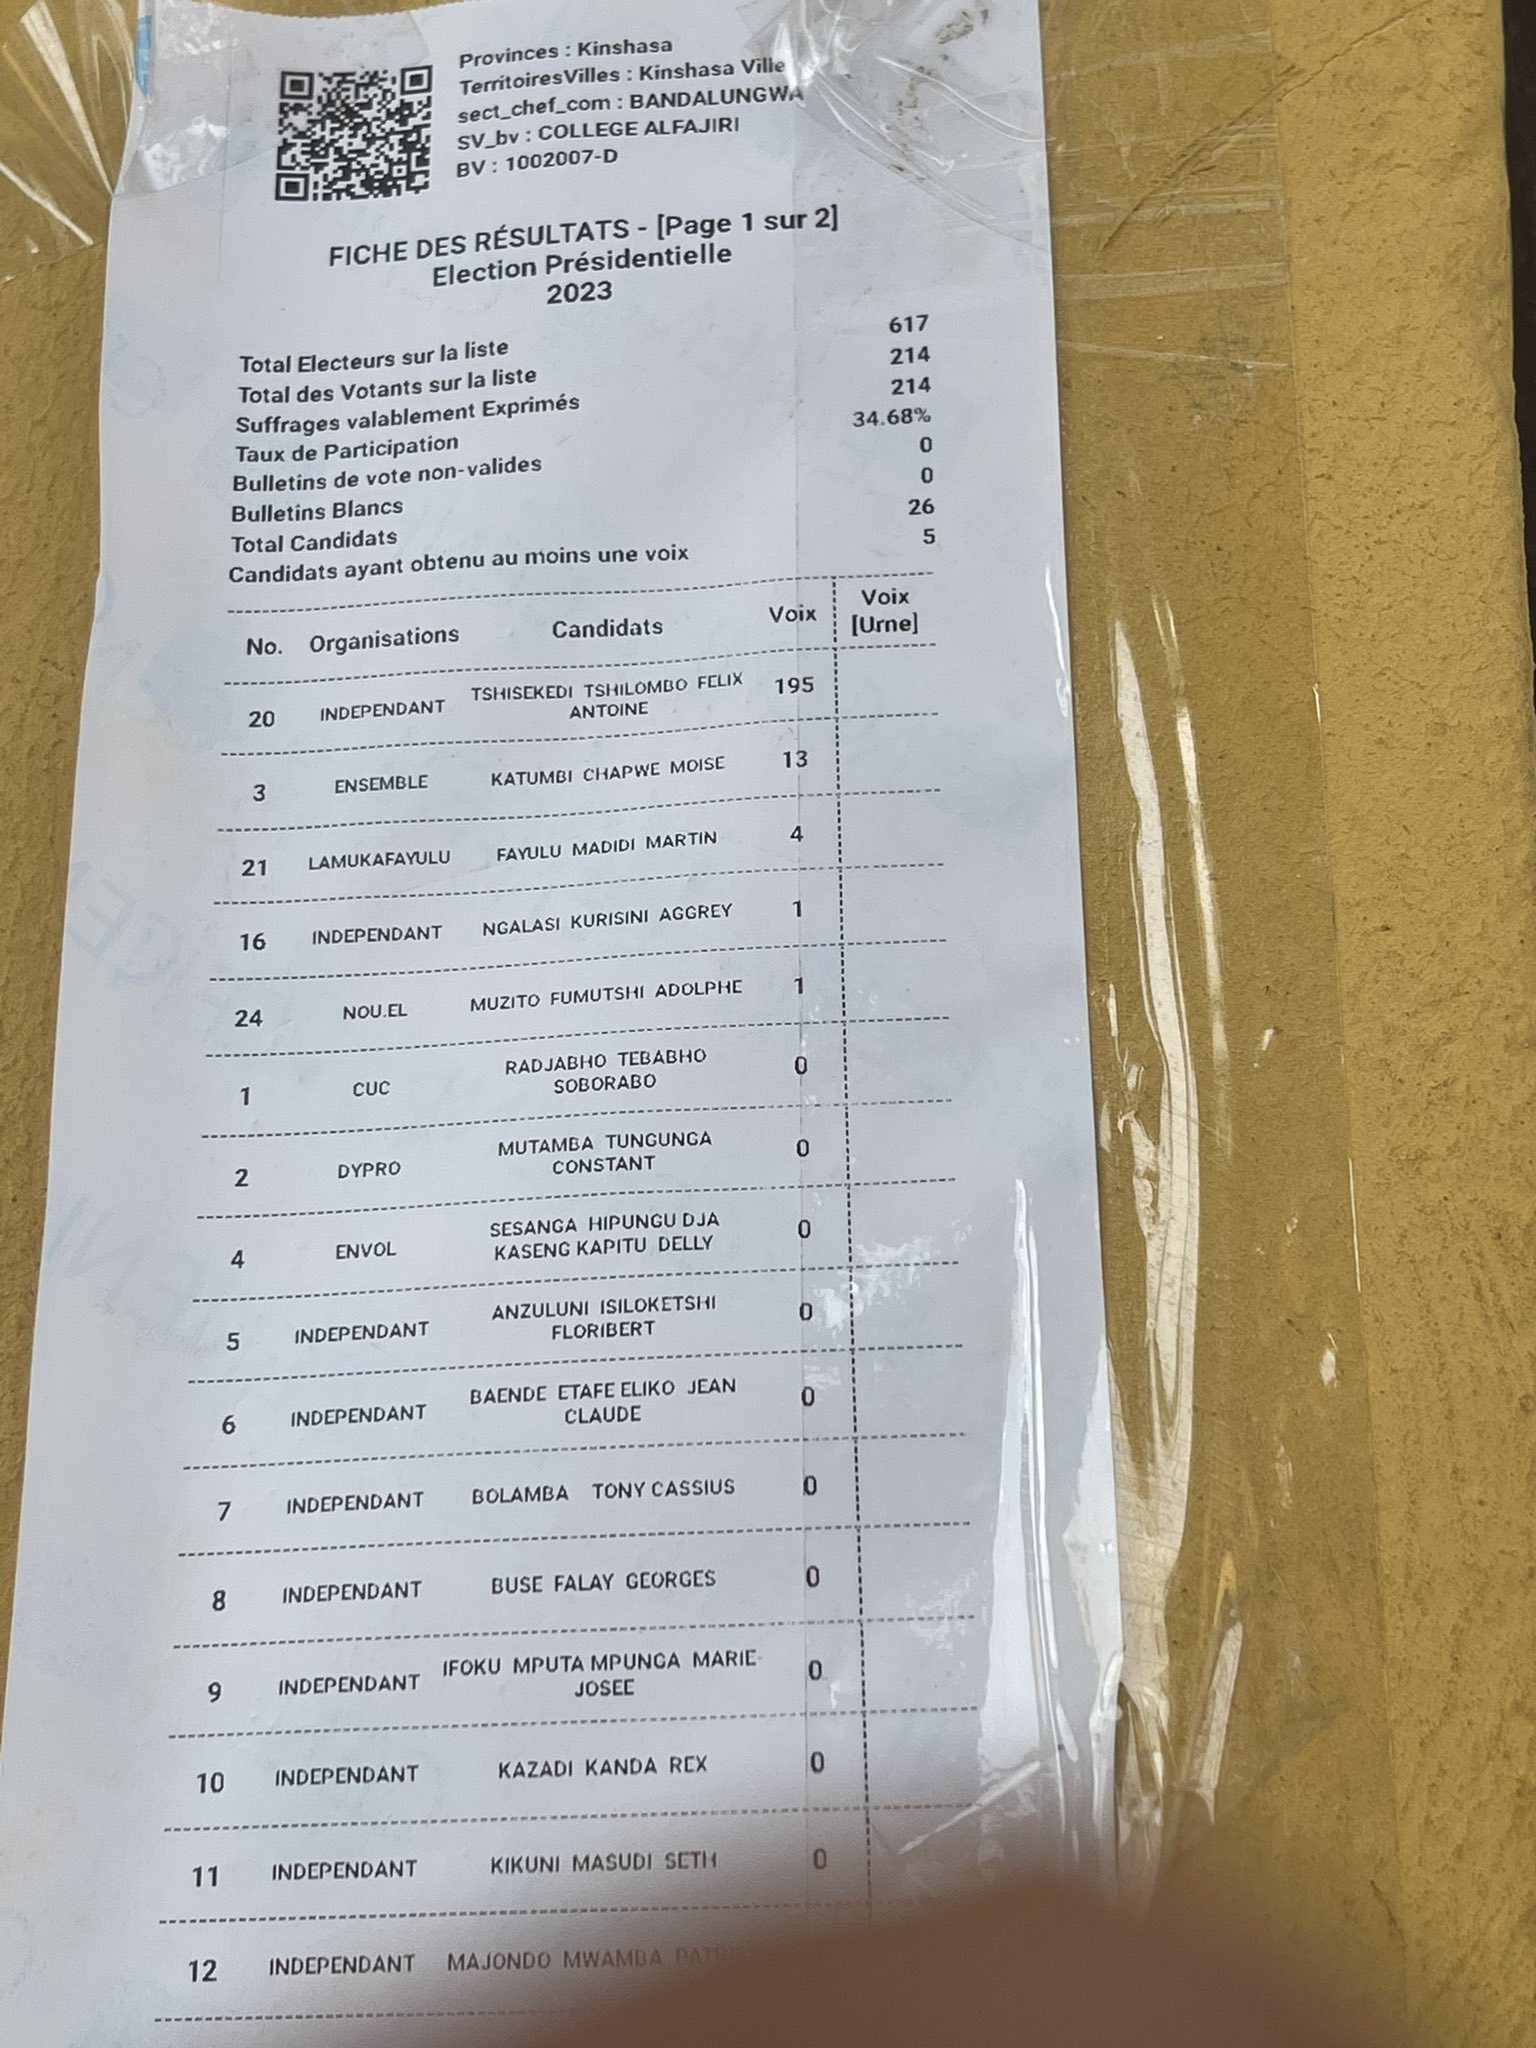 Provinces : Kinshasa
TerritoiresVilles : Kinshasa Ville
sect_chef_com : BANDALUNGWA
SV_bv : COLLEGE ALFAJIRI
BV : 1002007-D
FICHE DES RÉSULTATS - [Page 1 sur 2]
Election Présidentielle
2023
Total Electeurs sur la liste 617
Total des Votants sur la liste 214
Suffrages valablement Exprimés 214
Taux de Participation 34.68%
Bulletins de vote non-valides 0
Bulletins Blancs 0
Total Candidats 26
Candidats ayant obtenu au moins une voix 5
No. Organisations Candidats Voix Voix
[Urne]
20 INDEPENDANT TSHISEKEDI TSHILOMBO FELIX 195
ANTOINE
3 ENSEMBLE KATUMBI CHAPWE MOISE 13
21 LAMUKAFAYULU FAYULU MADIDI MARTIN 4
16 INDEPENDANT NGALASI KURISINI AGGREY 1
24 NOU.EL MUZITO FUMUTSHI ADOLPHE 1
1 CUC RADJABHO TEBABHO 0
SOBORABO
2 DYPRO MUTAMBA TUNGUNGA 0
CONSTANT
4 ENVOL SESANGA HIPUNGU DJA 0
KASENG KAPITU DELLY
5 INDEPENDANT ANZULUNI ISILOKETSHI 0
FLORIBERT
6 INDEPENDANT BAENDE ETAFE ELIKO JEAN 0
CLAUDE
7 INDEPENDANT BOLAMBA TONY CASSIUS 0
8 INDEPENDANT BUSE FALAY GEORGES 0
9 INDEPENDANT IFOKU MPUTA MPUNGA MARIE- 0
JOSEE
10 INDEPENDANT KAZADI KANDA REX 0
11 INDEPENDANT KIKUNI MASUDI SETH 0
12 INDEPENDANT MAJONDO MWAMBA